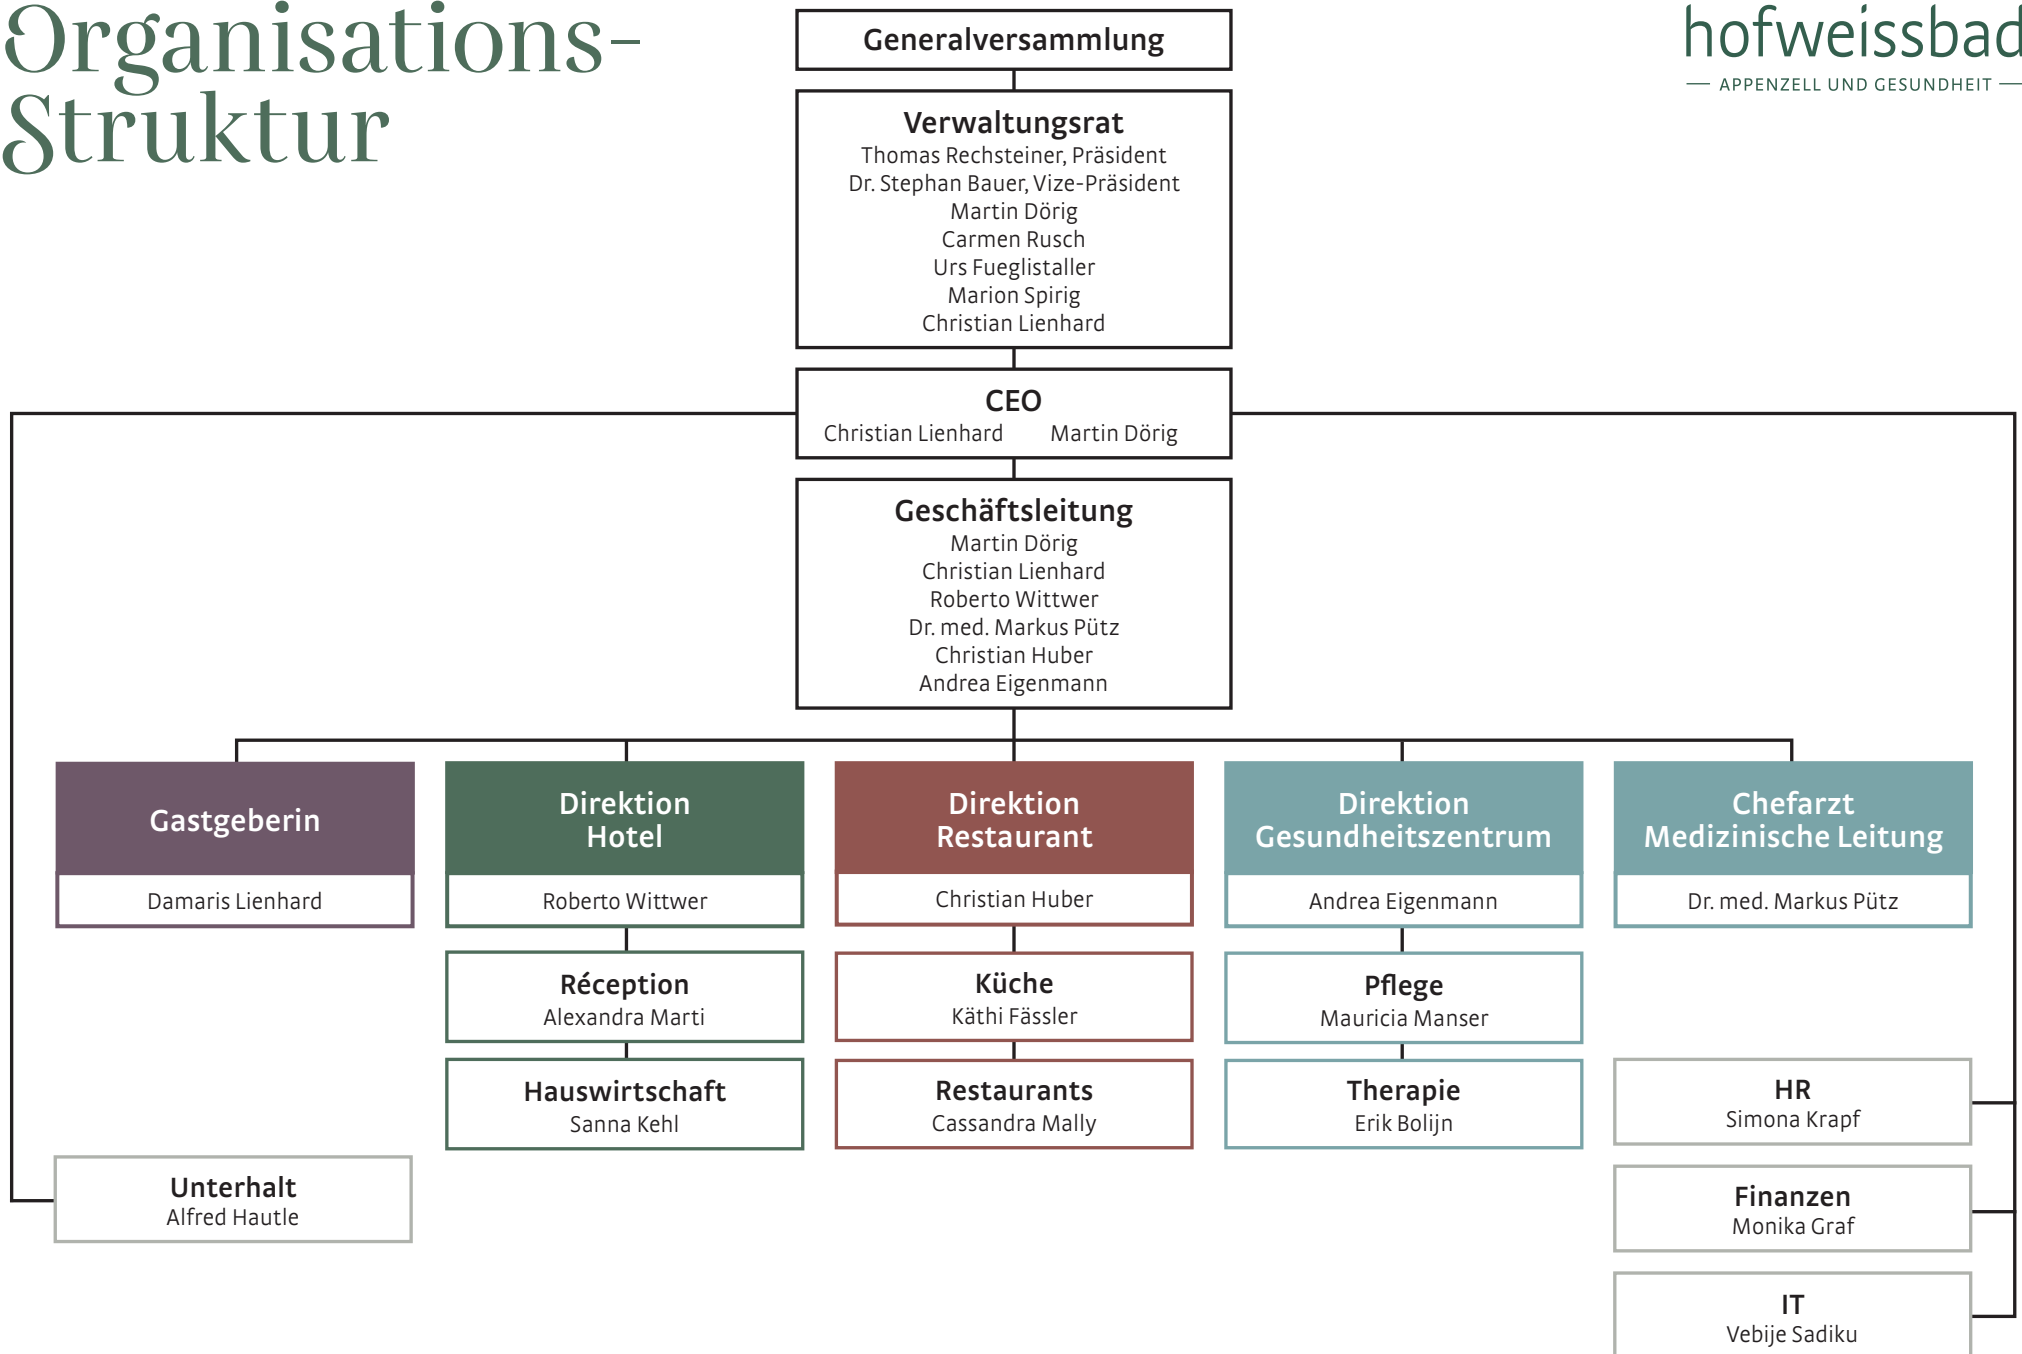 Organisations-
Struktur
hofweissbad
APPENZELL UND GESUNDHEIT
Generalversammlung
Verwaltungsrat
Thomas Rechsteiner, Präsident
Dr. Stephan Bauer, Vize-Präsident
Martin Dörig
Carmen Rusch
Urs Fueglistaller
Marion Spirig
Christian Lienhard
CEO
Christian Lienhard Martin Dörig
Geschäftsleitung
Martin Dörig
Christian Lienhard
Roberto Wittwer
Dr. med. Markus Pütz
Christian Huber
Andrea Eigenmann
Gastgeberin
Damaris Lienhard
Direktion
Hotel
Roberto Wittwer
Réception
Alexandra Marti
Hauswirtschaft
Sanna Kehl
Direktion
Restaurant
Christian Huber
Küche
Käthi Fässler
Restaurants
Cassandra Mally
Direktion
Gesundheitszentrum
Andrea Eigenmann
Pflege
Mauricia Manser
Therapie
Erik Bolijn
Chefarzt
Medizinische Leitung
Dr. med. Markus Pütz
Unterhalt
Alfred Hautle
HR
Simona Krapf
Finanzen
Monika Graf
IT
Vebije Sadiku